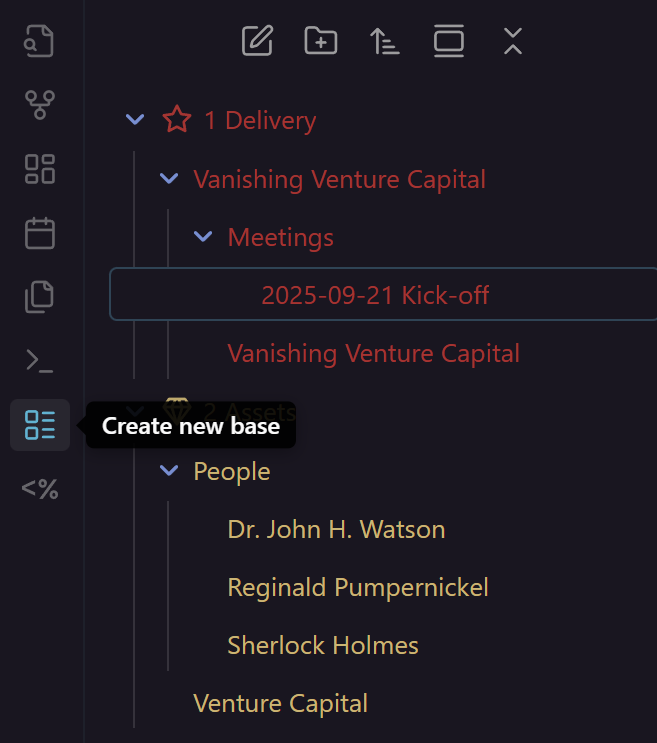 1 Delivery
Vanishing Venture Capital
Meetings
2025-09-21 Kick-off
Vanishing Venture Capital
2 Assets
Create new base
<%
People
Dr. John H. Watson
Reginald Pumpernickel
Sherlock Holmes
Venture Capital